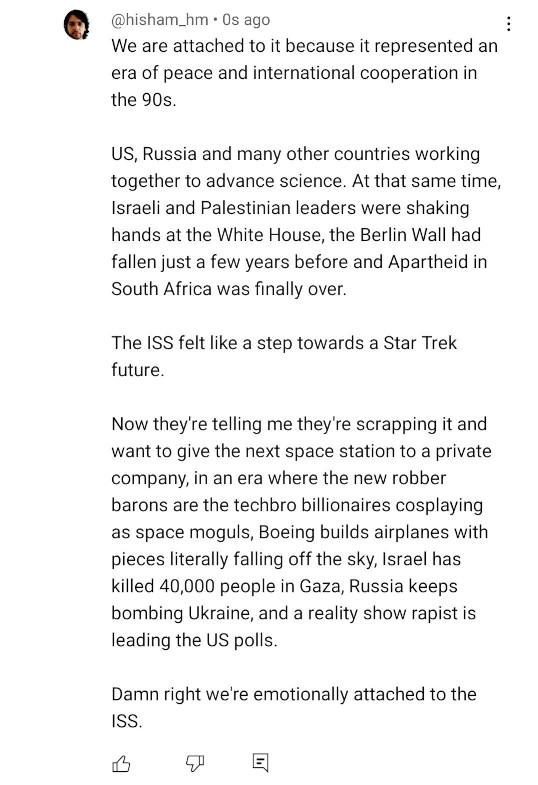 @hisham_hm • 0s ago
We are attached to it because it represented an
era of peace and international cooperation in
the 90s.
US, Russia and many other countries working
together to advance science. At that same time,
Israeli and Palestinian leaders were shaking
hands at the White House, the Berlin Wall had
fallen just a few years before and Apartheid in
South Africa was finally over.
The ISS felt like a step towards a Star Trek
future.
Now they're telling me they're scrapping it and
want to give the next space station to a private
company, in an era where the new robber
barons are the techbro billionaires cosplaying
as space moguls, Boeing builds airplanes with
pieces literally falling off the sky, Israel has
killed 40,000 people in Gaza, Russia keeps
bombing Ukraine, and a reality show rapist is
leading the US polls.
Damn right we're emotionally attached to the
ISS.